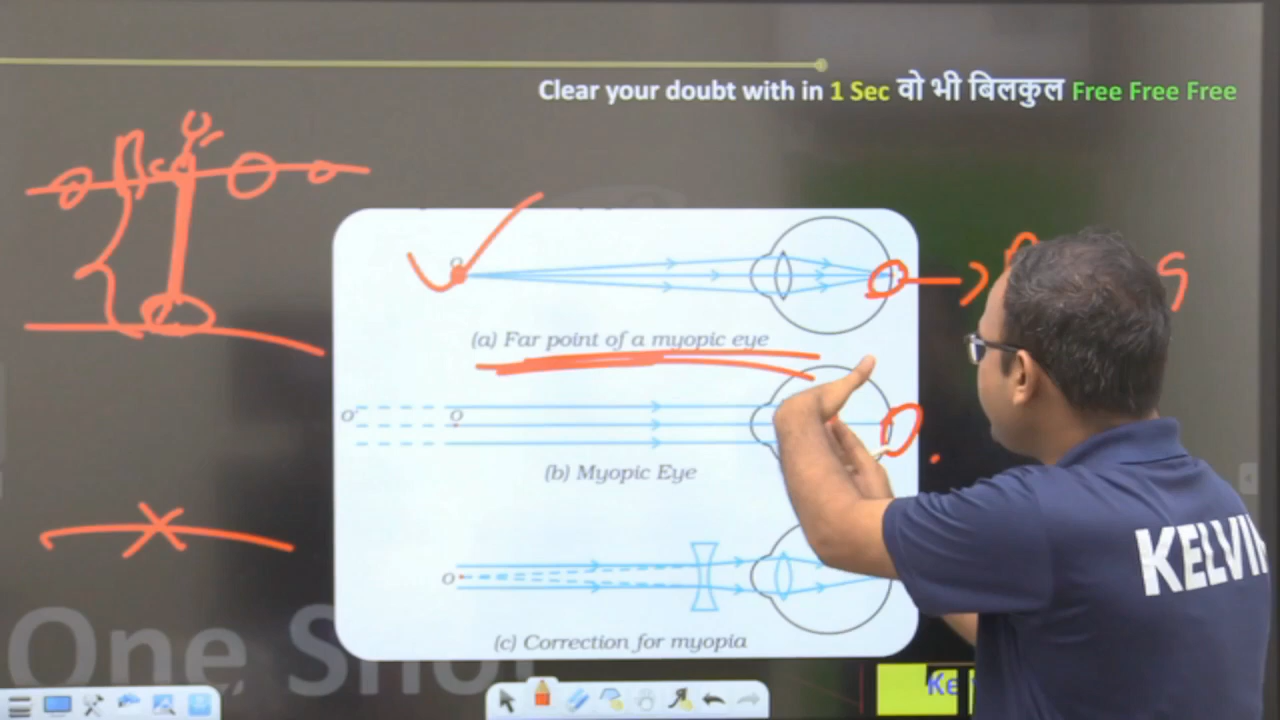 Clear your doubt with in 1 Sec वो भी बिलकुल Free Free Free
O
(a) Far point of a myopic eye
O' O
(b) Myopic Eye
O
(c) Correction for myopia
One Shot
Ke
KELVIN